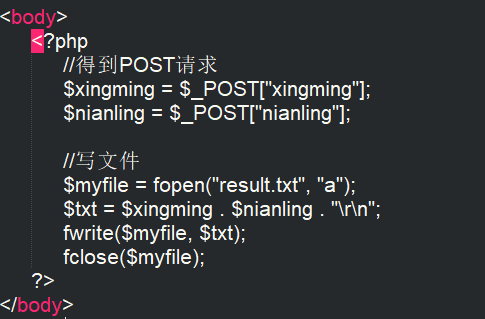 <body>
<?php
//得到POST请求
$xingming = $_POST["xingming"];
$nianling = $_POST["nianling"];
//写文件
$myfile = fopen("result.txt", "a");
$txt = $xingming . $nianling . "\r\n";
fwrite($myfile, $txt);
fclose($myfile);
?>
</body>